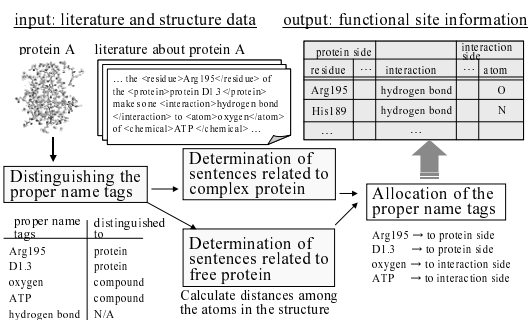 input: literature and structure data
output: functional site information
protein A
literature about protein A
… the <residue>Arg195</residue> of
the <protein>protein D1.3</protein>
makes one <interaction>hydrogen bond
</interaction> to <atom>oxygen</atom>
of <chemical>ATP </chemical> …
protein side
interaction side
residue … interaction … atom
Arg195 hydrogen bond O
His189 hydrogen bond N
… …
Distinguishing the
proper name tags
Determination of
sentences related to
complex protein
Allocation of the
proper name tags
Determination of
sentences related to
free protein
Calculate distances among
the atoms in the structure
proper name tags
distinguished to
Arg195 protein
D1.3 protein
oxygen compound
ATP compound
hydrogen bond N/A
Arg195 → to protein side
D1.3 → to protein side
oxygen → to interaction side
ATP → to interaction side